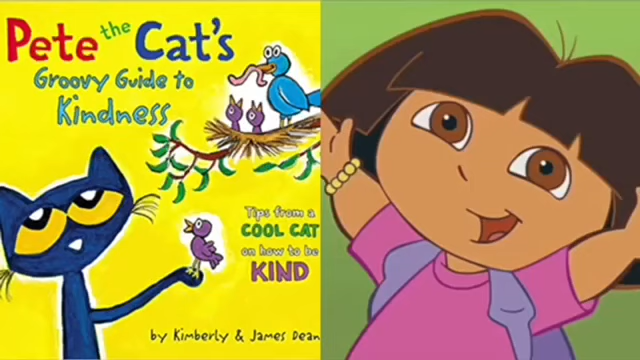 Pete the Cat's
Groovy Guide to
Kindness
Tips from a
COOL CAT
on how to be
KIND
by Kimberly & James Dean